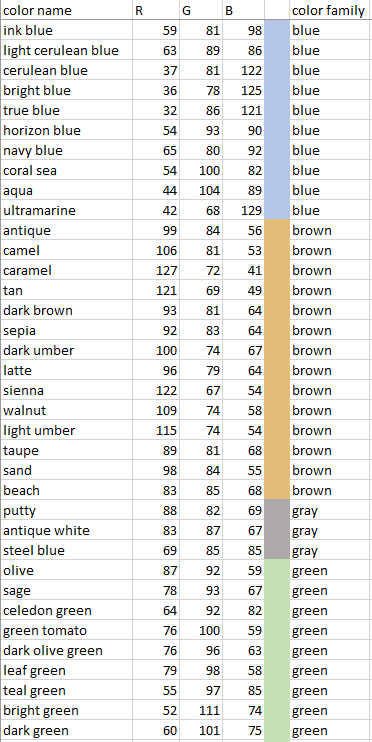 color name R G B color family
ink blue 59 81 98 blue
light cerulean blue 63 89 86 blue
cerulean blue 37 81 122 blue
bright blue 36 78 125 blue
true blue 32 86 121 blue
horizon blue 54 93 90 blue
navy blue 65 80 92 blue
coral sea 54 100 82 blue
aqua 44 104 89 blue
ultramarine 42 68 129 blue
antique 99 84 56 brown
camel 106 81 53 brown
caramel 127 72 41 brown
tan 121 69 49 brown
dark brown 93 81 64 brown
sepia 92 83 64 brown
dark umber 100 74 67 brown
latte 96 79 64 brown
sienna 122 67 54 brown
walnut 109 74 58 brown
light umber 115 74 54 brown
taupe 89 81 68 brown
sand 98 84 55 brown
beach 83 85 68 brown
putty 88 82 69 gray
antique white 83 87 67 gray
steel blue 69 85 85 gray
olive 87 92 59 green
sage 78 93 67 green
celedon green 64 92 82 green
green tomato 76 100 59 green
dark olive green 76 96 63 green
leaf green 79 98 58 green
teal green 55 97 85 green
bright green 52 111 74 green
dark green 60 101 75 green